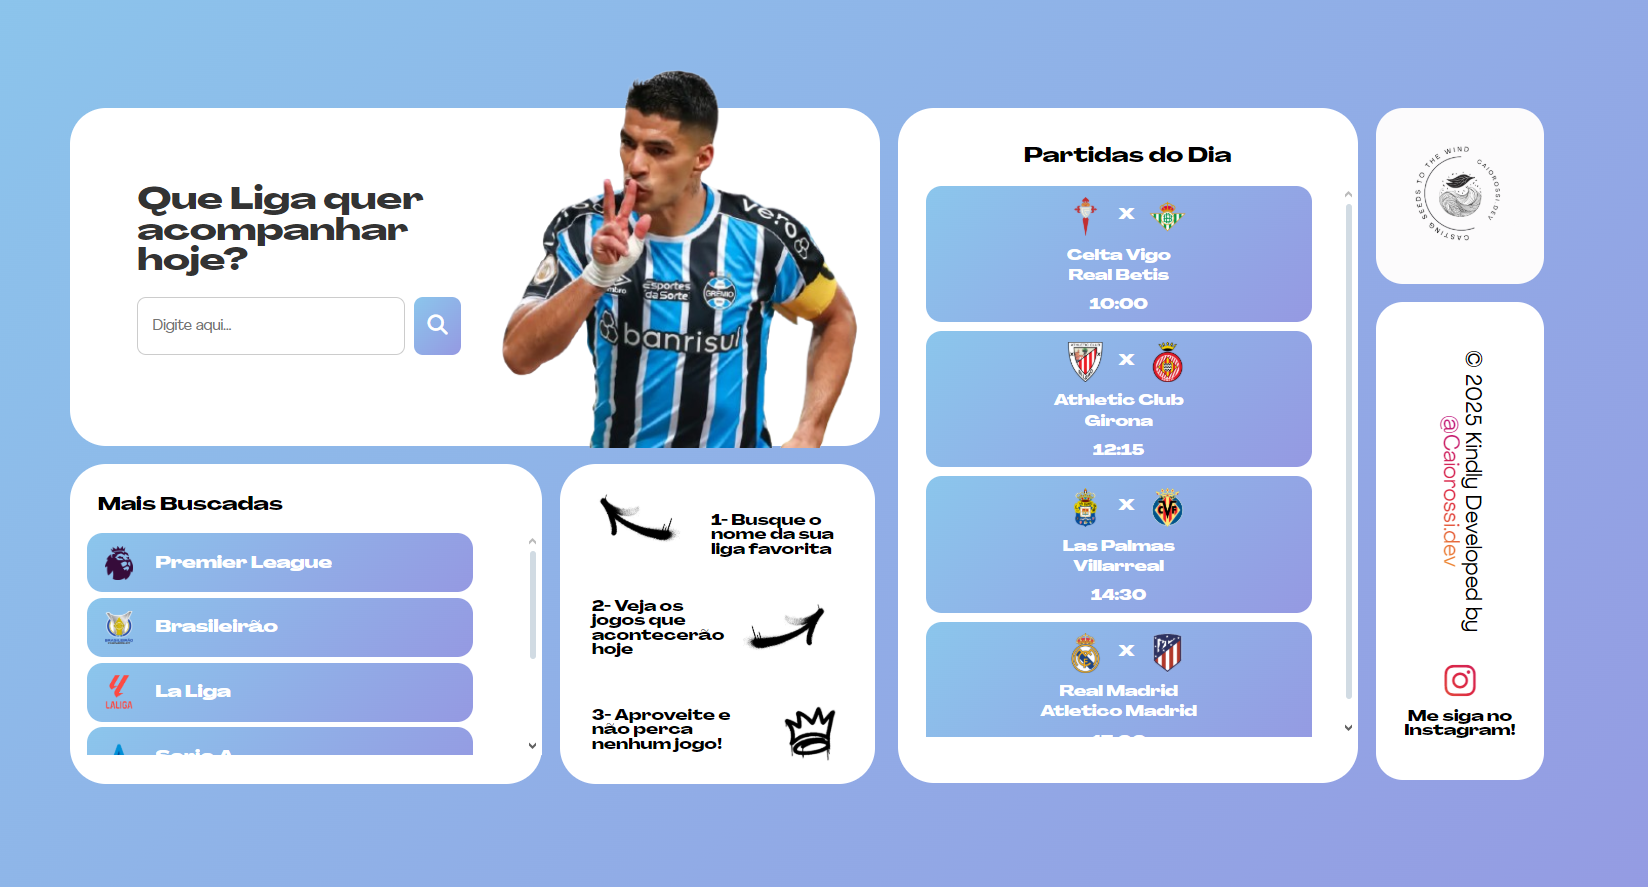 Que Liga quer
acompanhar
hoje?
Digite aqui...
Esportes
da Sorte
GRÊMIO
banrisul
Mais Buscadas
Premier League
Brasileirão
La Liga
LALIGA
Serie A
1- Busque o
nome da sua
liga favorita
2- Veja os
jogos que
acontecerão
hoje
3- Aproveite e
não perca
nenhum jogo!
Partidas do Dia
X
Celta Vigo
Real Betis
10:00
X
Athletic Club
Girona
12:15
X
Las Palmas
Villarreal
14:30
X
Real Madrid
Atletico Madrid
CASTING SEEDS TO THE WIND
CAIOROSSI.DEV
© 2025 Kindly Developed by
@Caiorossi.dev
Me siga no
Instagram!